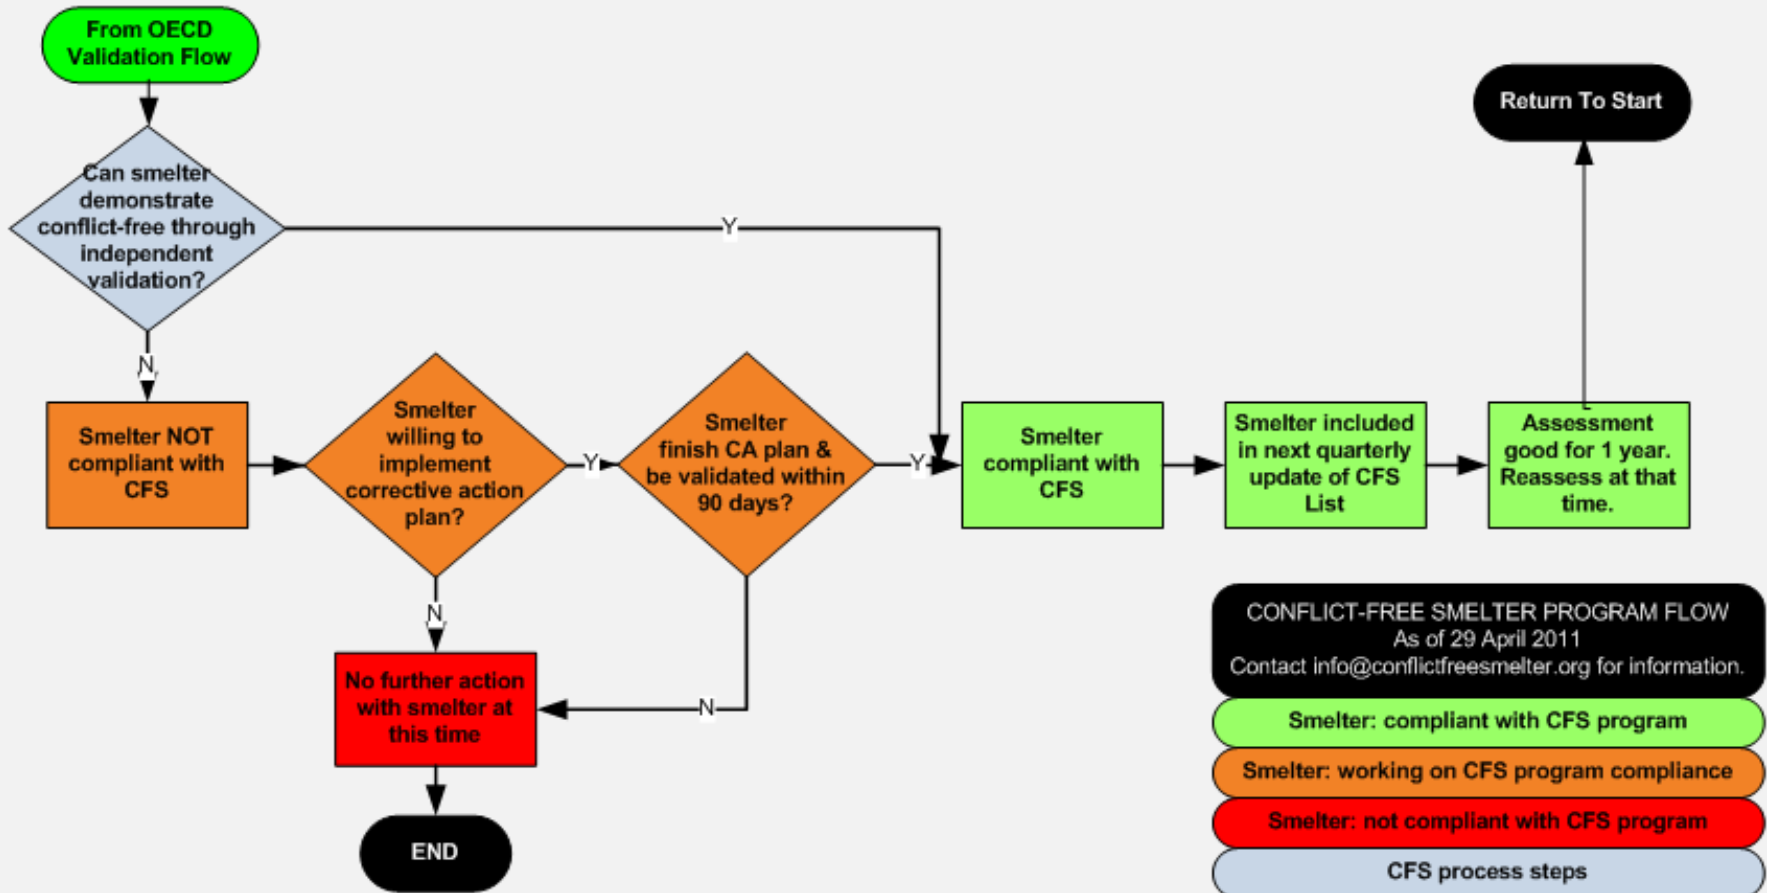 From OECD
Validation Flow
Return To Start
Can smelter
demonstrate
conflict-free through
independent
validation?
Y
N
Smelter NOT
compliant with
CFS
Smelter
willing to
implement
corrective action
plan?
Y
Smelter
finish CA plan &
be validated within
90 days?
Y
Smelter
compliant with
CFS
Smelter included
in next quarterly
update of CFS
List
Assessment
good for 1 year.
Reassess at that
time.
N
N
No further action
with smelter at
this time
END
CONFLICT-FREE SMELTER PROGRAM FLOW
As of 29 April 2011
Contact info@conflictfreesmelter.org for information.
Smelter: compliant with CFS program
Smelter: working on CFS program compliance
Smelter: not compliant with CFS program
CFS process steps